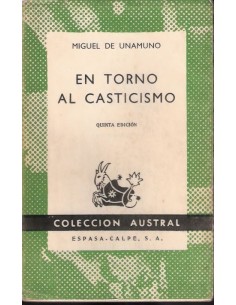 MIGUEL DE UNAMUNO
EN TORNO
AL CASTICISMO
QUINTA EDICIÓN
COLECCION AUSTRAL
ESPASA-CALPE, S. A.